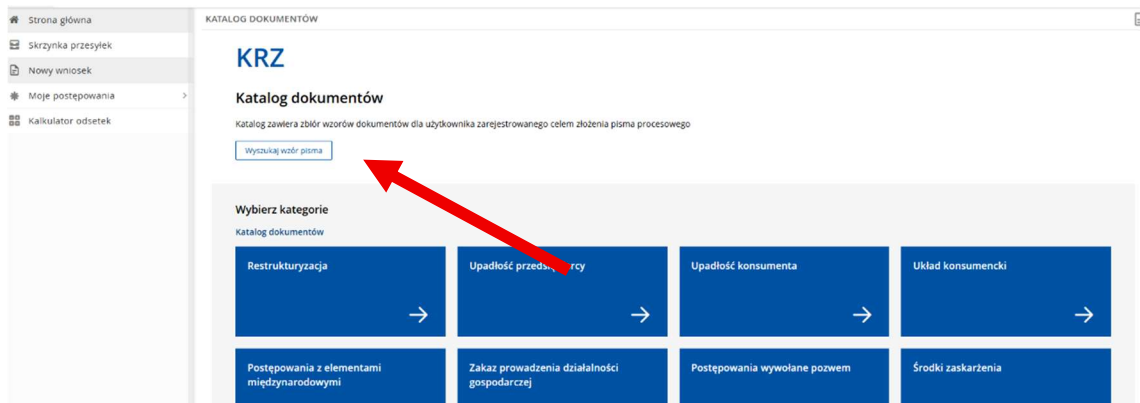 Strona główna
Skrzynka przesyłek
Nowy wniosek
Moje postępowania
Kalkulator odsetek
KATALOG DOKUMENTÓW
KRZ
Katalog dokumentów
Katalog zawiera zbiór wzorów dokumentów dla użytkownika zarejestrowanego celem złożenia pisma procesowego
Wyszukaj wzór pisma
Wybierz kategorie
Katalog dokumentów
Restrukturyzacja
Upadłość
Upadłość konsumenta
Układ konsumencki
Postępowania z elementami
międzynarodowymi
Zakaz prowadzenia działalności
gospodarczej
Postępowania wywołane pozwem
Środki zaskarżenia